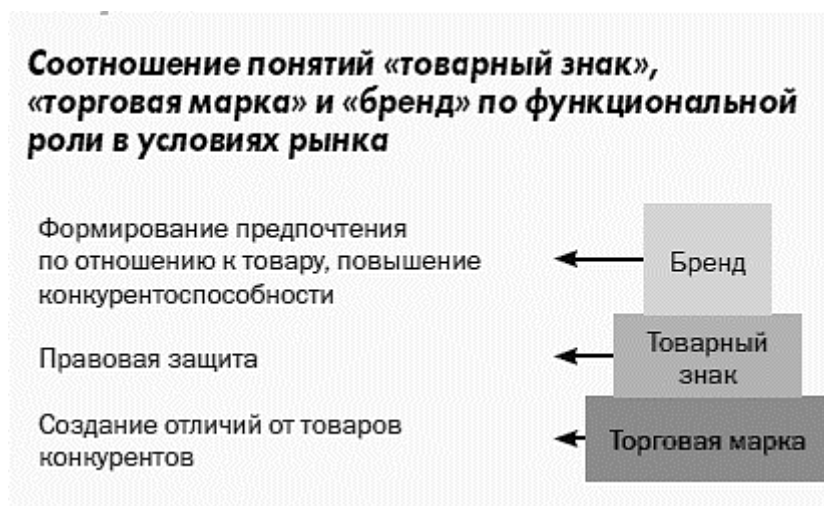 Соотношение понятий «товарный знак»,
«торговая марка» и «бренд» по функциональной
роли в условиях рынка
Формирование предпочтения
по отношению к товару, повышение
конкурентоспособности
Бренд
Правовая защита
Товарный
знак
Создание отличий от товаров
конкурентов
Торговая марка